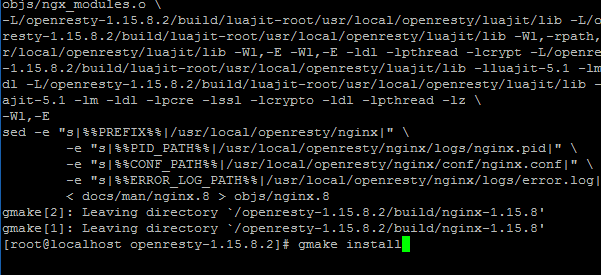 objs/ngx_modules.o \
-L/openresty-1.15.8.2/build/luajit-root/usr/local/openresty/luajit/lib -L/o
resty-1.15.8.2/build/luajit-root/usr/local/openresty/luajit/lib -Wl,-rpath,
r/local/openresty/luajit/lib -Wl,-E -Wl,-E -ldl -lpthread -lcrypt -L/openre
-1.15.8.2/build/luajit-root/usr/local/openresty/luajit/lib -lluajit-5.1 -lm
dl -L/openresty-1.15.8.2/build/luajit-root/usr/local/openresty/luajit/lib -
ajit-5.1 -lm -ldl -lpcre -lssl -lcrypto -ldl -lpthread -lz \
-Wl,-E
sed -e "s|%%PREFIX%%|/usr/local/openresty/nginx|" \
-e "s|%%PID_PATH%%|/usr/local/openresty/nginx/logs/nginx.pid|" \
-e "s|%%CONF_PATH%%|/usr/local/openresty/nginx/conf/nginx.conf|" \
-e "s|%%ERROR_LOG_PATH%%|/usr/local/openresty/nginx/logs/error.log|
< docs/man/nginx.8 > objs/nginx.8
gmake[2]: Leaving directory `/openresty-1.15.8.2/build/nginx-1.15.8'
gmake[1]: Leaving directory `/openresty-1.15.8.2/build/nginx-1.15.8'
[root@localhost openresty-1.15.8.2]# gmake install